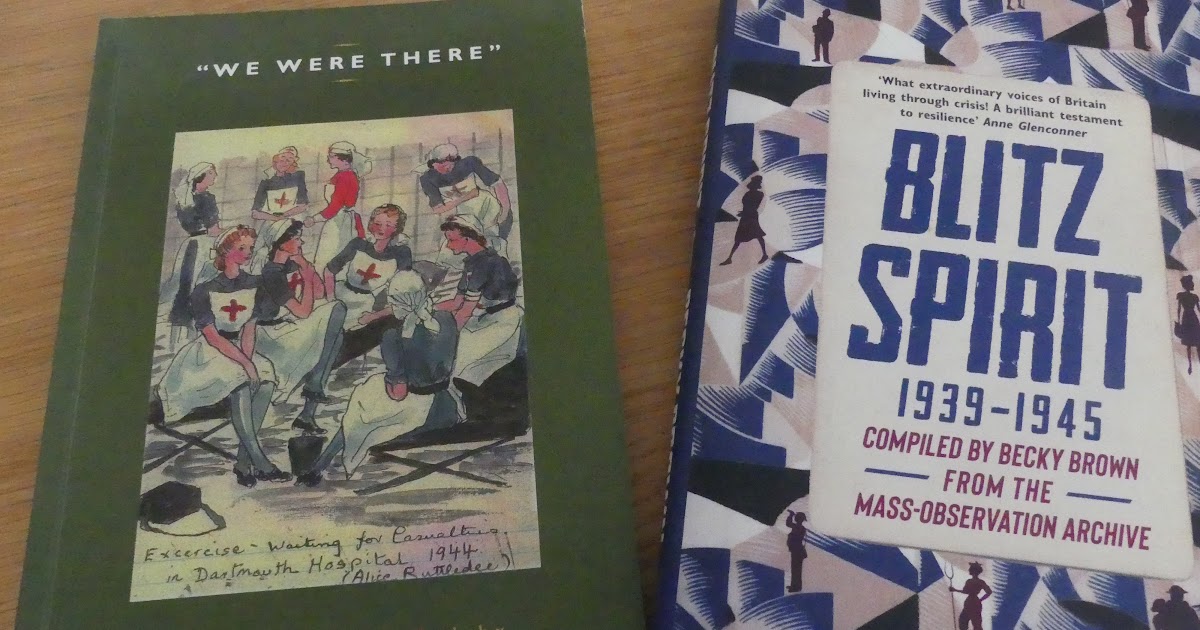 “WE WERE THERE”
Excercise - Waiting for Casualties
in Dartmouth Hospital 1944
(Alice Ruttledge)
‘What extraordinary voices of Britain
living through crisis! A brilliant testament
to resilience’ Anne Glenconner
BLITZ
SPIRIT
1939–1945
COMPILED BY BECKY BROWN
FROM THE
MASS-OBSERVATION ARCHIVE